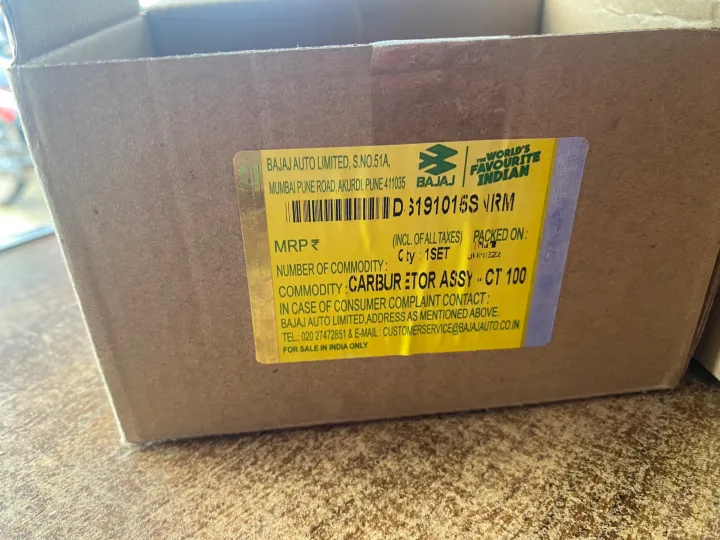 BAJAJ AUTO LIMITED, S.NO.51A,
MUMBAI PUNE ROAD, AKURDI, PUNE 411035
BAJAJ
THE WORLD'S
FAVOURITE
INDIAN
MRP ₹
(INCL. OF ALL TAXES)
PACKED ON :
Qty : 1SET
NUMBER OF COMMODITY :
COMMODITY : CARBURETOR ASSY - CT 100
IN CASE OF CONSUMER COMPLAINT CONTACT :
BAJAJ AUTO LIMITED,ADDRESS AS MENTIONED ABOVE.
TEL.: 020 27472851 & E-MAIL : CUSTOMERSERVICE@BAJAJAUTO.CO.IN
FOR SALE IN INDIA ONLY